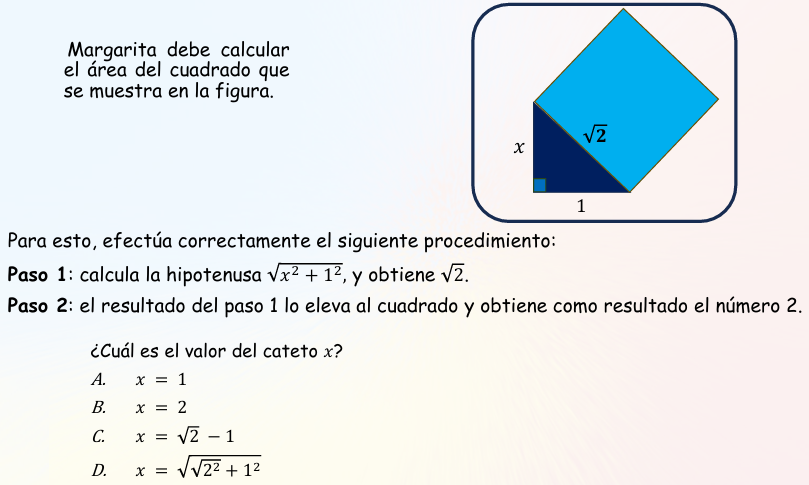 Margarita debe calcular
el área del cuadrado que
se muestra en la figura.
x
√2
1
Para esto, efectúa correctamente el siguiente procedimiento:
Paso 1: calcula la hipotenusa √(x² + 1²), y obtiene √2.
Paso 2: el resultado del paso 1 lo eleva al cuadrado y obtiene como resultado el número 2.
¿Cuál es el valor del cateto x?
A. x = 1
B. x = 2
C. x = √2 − 1
D. x = √(√(2²) + 1²)